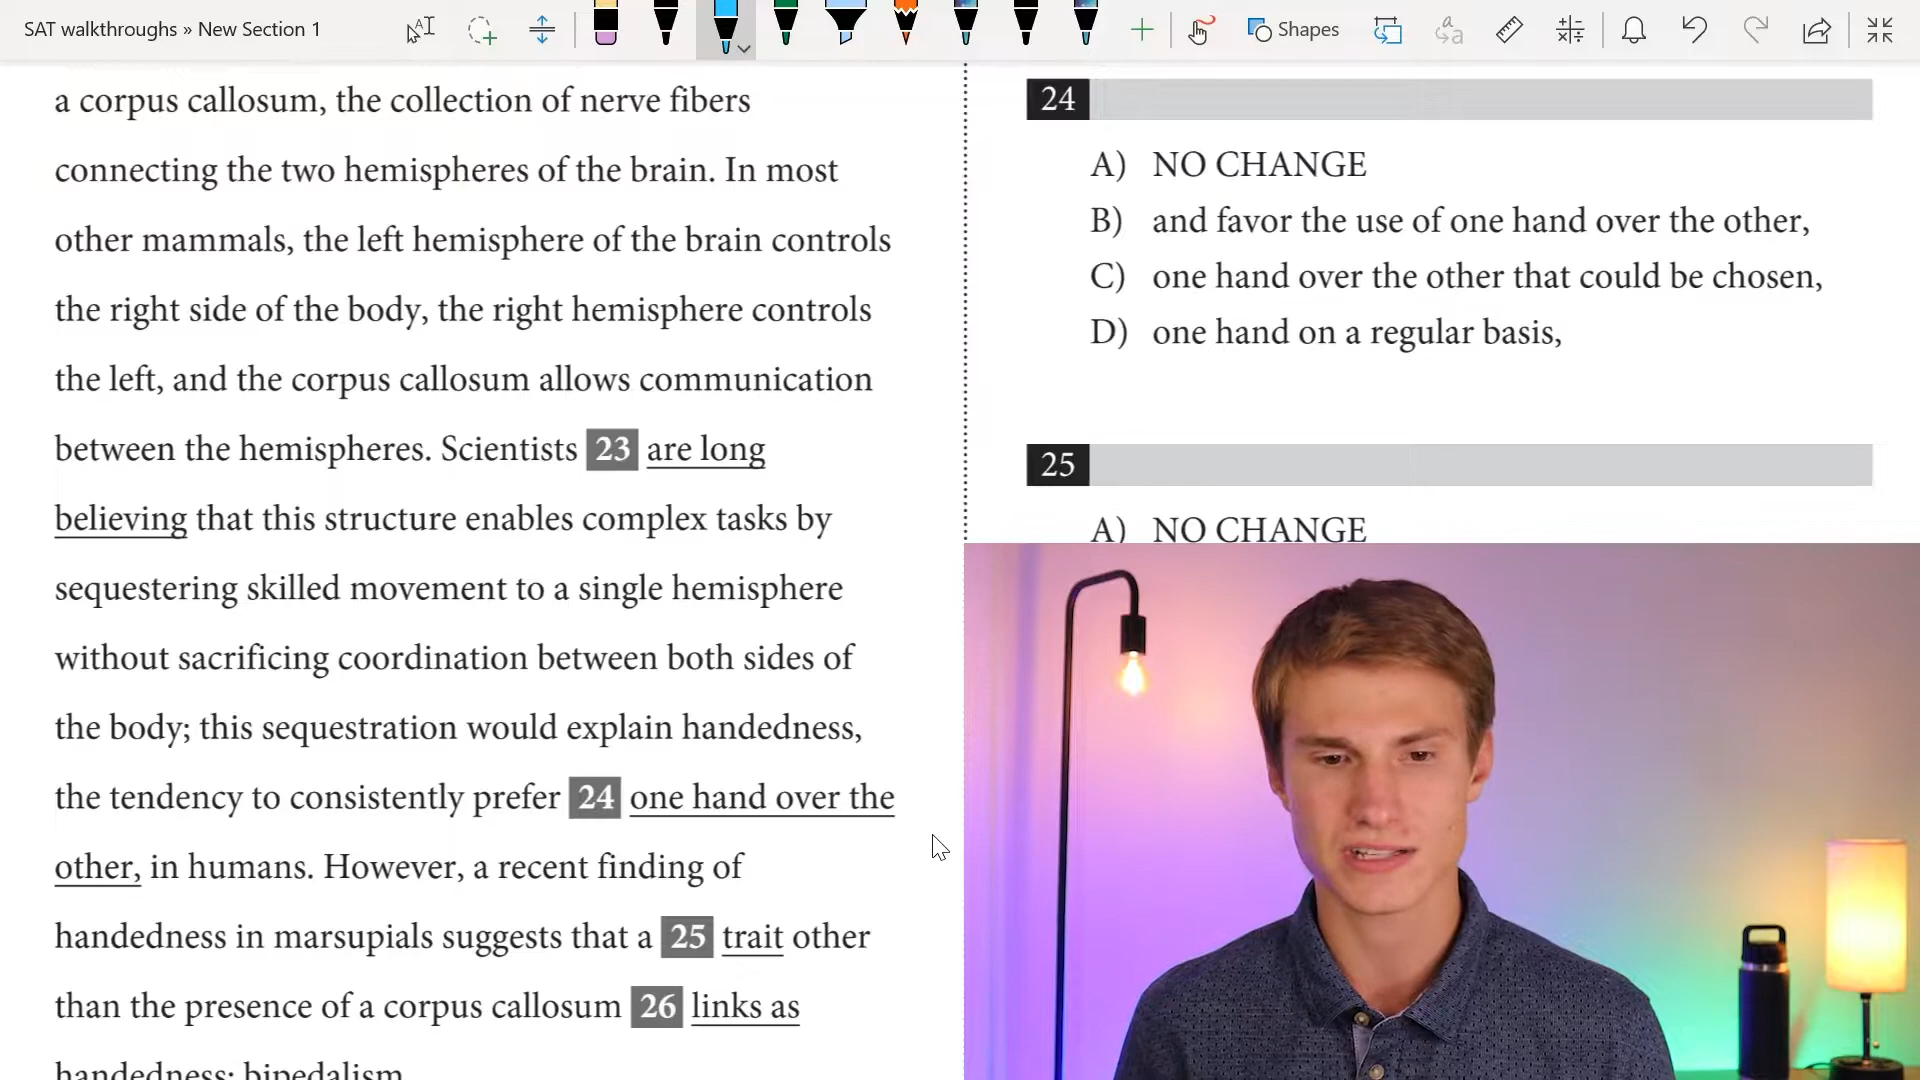 SAT walkthroughs » New Section 1
Shapes
a corpus callosum, the collection of nerve fibers
connecting the two hemispheres of the brain. In most
other mammals, the left hemisphere of the brain controls
the right side of the body, the right hemisphere controls
the left, and the corpus callosum allows communication
between the hemispheres. Scientists 23 are long
believing that this structure enables complex tasks by
sequestering skilled movement to a single hemisphere
without sacrificing coordination between both sides of
the body; this sequestration would explain handedness,
the tendency to consistently prefer 24 one hand over the
other, in humans. However, a recent finding of
handedness in marsupials suggests that a 25 trait other
than the presence of a corpus callosum 26 links as
handedness: bipedalism.
24
A) NO CHANGE
B) and favor the use of one hand over the other,
C) one hand over the other that could be chosen,
D) one hand on a regular basis,
25
A) NO CHANGE